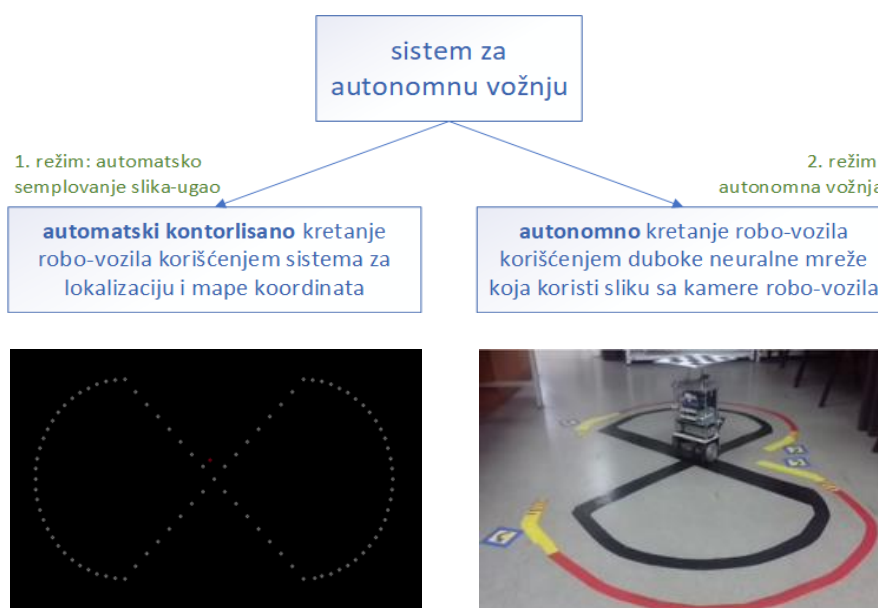 sistem za
autonomnu vožnju
1. režim: automatsko
semplovanje slika-ugao
2. režim
autonomna vožnja
automatski kontorlisano kretanje
robo-vozila korišćenjem sistema za
lokalizaciju i mape koordinata
autonomno kretanje robo-vozila
korišćenjem duboke neuralne mreže
koja koristi sliku sa kamere robo-vozila